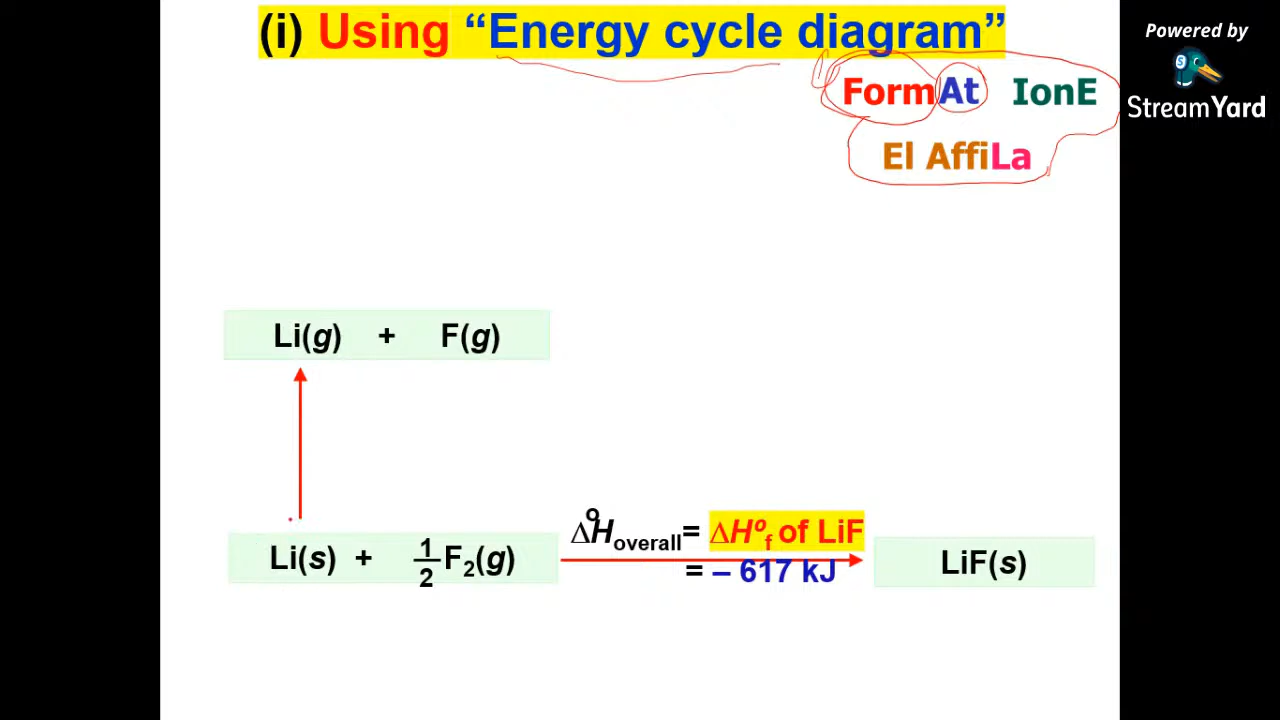 (i) Using “Energy cycle diagram”
Powered by
StreamYard
FormAt IonE
El AffiLa
Li(g) + F(g)
ΔH°overall = ΔHºf of LiF
= – 617 kJ
Li(s) + 1/2 F2(g)
LiF(s)